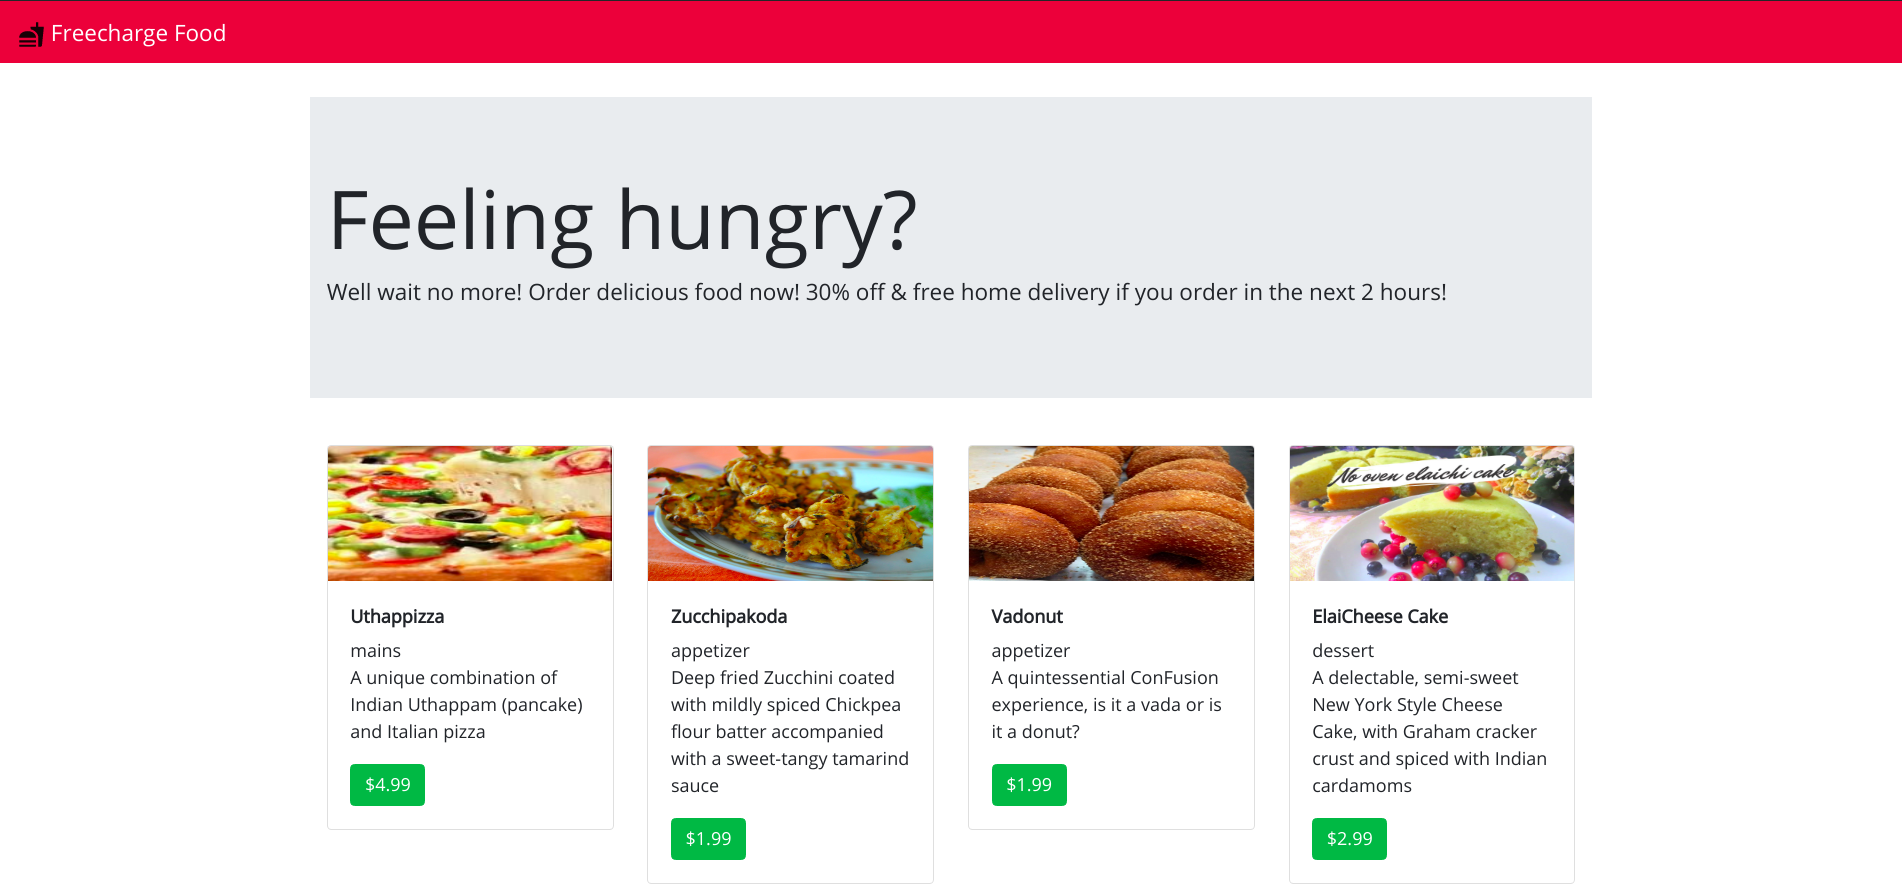 Freecharge Food
Feeling hungry?
Well wait no more! Order delicious food now! 30% off & free home delivery if you order in the next 2 hours!
No oven elaichi cake
Uthappizza
mains
A unique combination of
Indian Uthappam (pancake)
and Italian pizza
$4.99
Zucchipakoda
appetizer
Deep fried Zucchini coated
with mildly spiced Chickpea
flour batter accompanied
with a sweet-tangy tamarind
sauce
$1.99
Vadonut
appetizer
A quintessential ConFusion
experience, is it a vada or is
it a donut?
$1.99
ElaiCheese Cake
dessert
A delectable, semi-sweet
New York Style Cheese
Cake, with Graham cracker
crust and spiced with Indian
cardamoms
$2.99